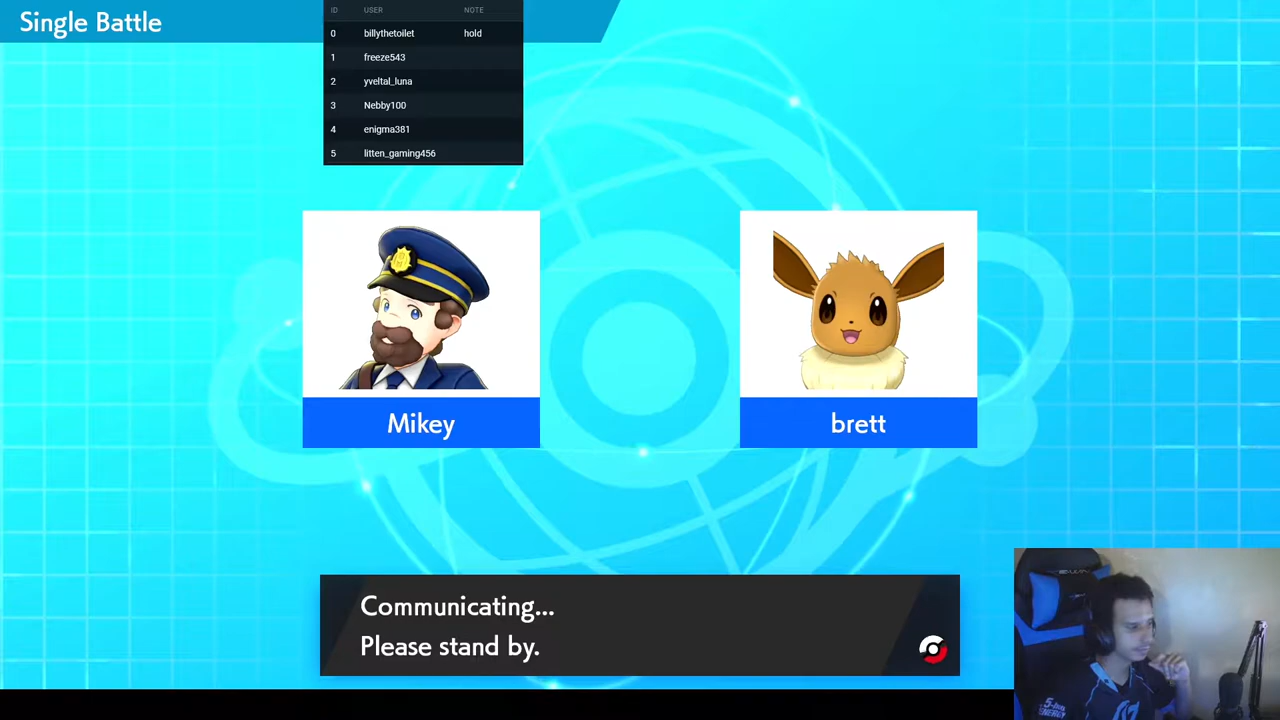 Single Battle
ID USER NOTE
0 billythetoilet hold
1 freeze543
2 yveltal_luna
3 Nebby100
4 enigma381
5 litten_gaming456
Mikey
brett
Communicating...
Please stand by.